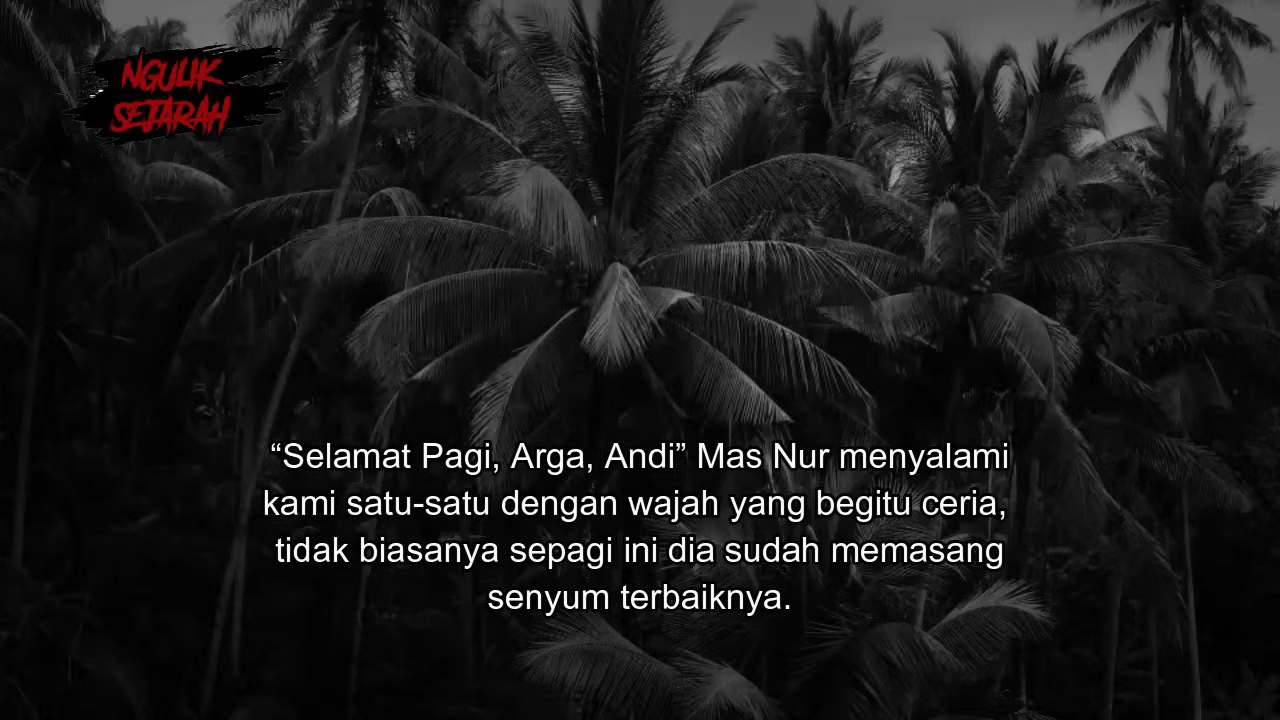 NGULIK
SEJARAH
“Selamat Pagi, Arga, Andi” Mas Nur menyalami
kami satu-satu dengan wajah yang begitu ceria,
tidak biasanya sepagi ini dia sudah memasang
senyum terbaiknya.